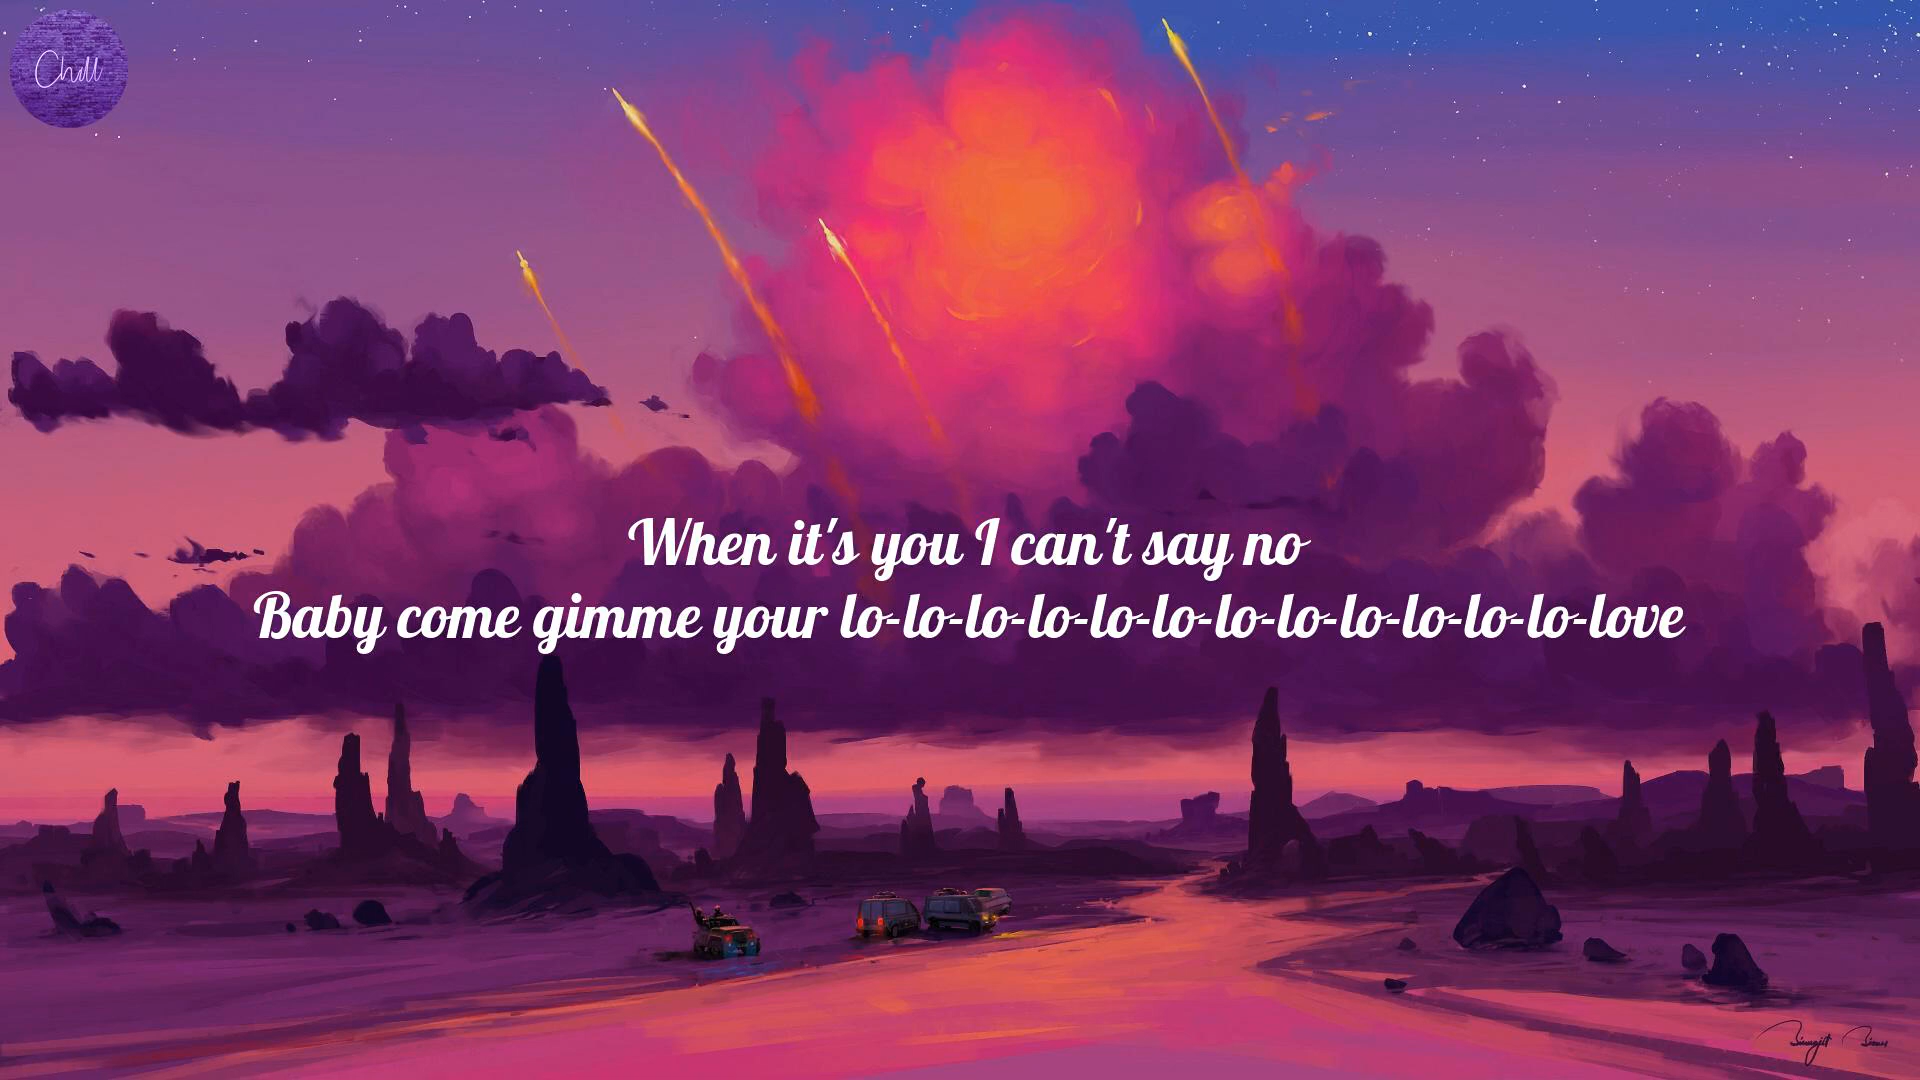 Chill
When it's you I can't say no
Baby come gimme your lo-lo-lo-lo-lo-lo-lo-lo-lo-lo-lo-lo-love